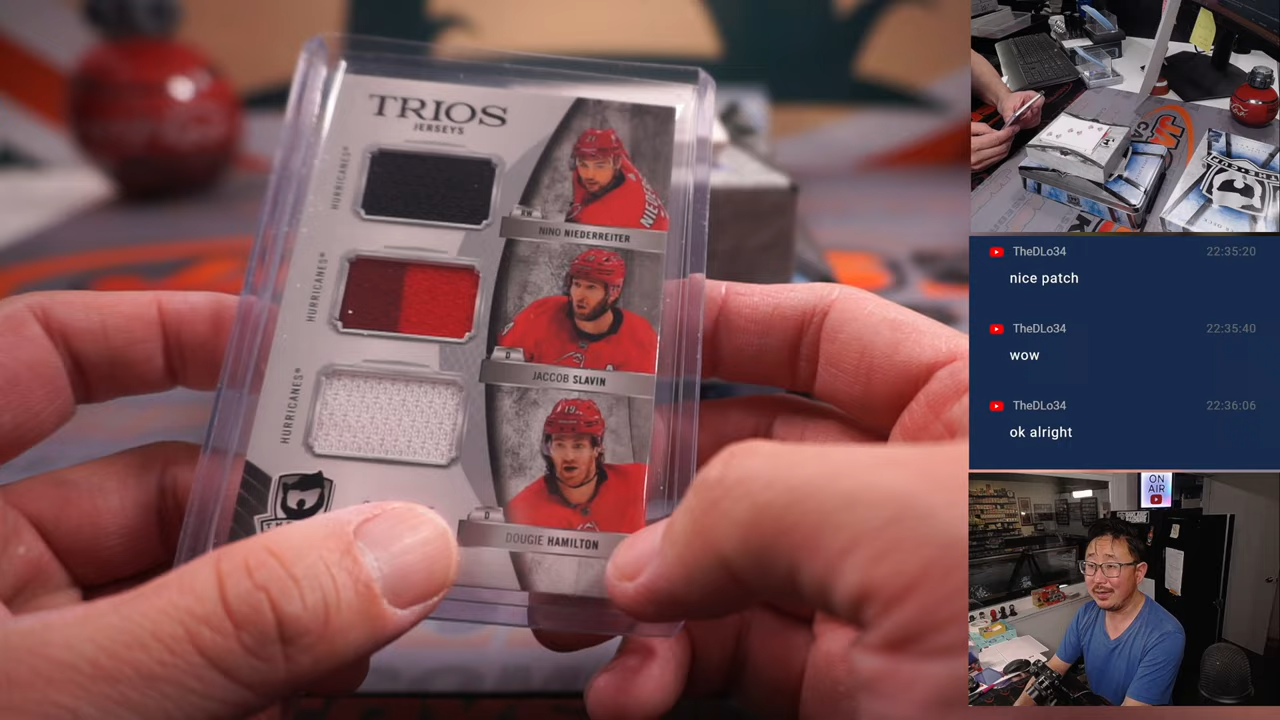 TRIOS
JERSEYS
HURRICANES®
HURRICANES®
HURRICANES®
RW
NINO NIEDERREITER
D
JACCOB SLAVIN
D
DOUGIE HAMILTON
TheDLo34 22:35:20
nice patch
TheDLo34 22:35:40
wow
TheDLo34 22:36:06
ok alright
ON
AIR